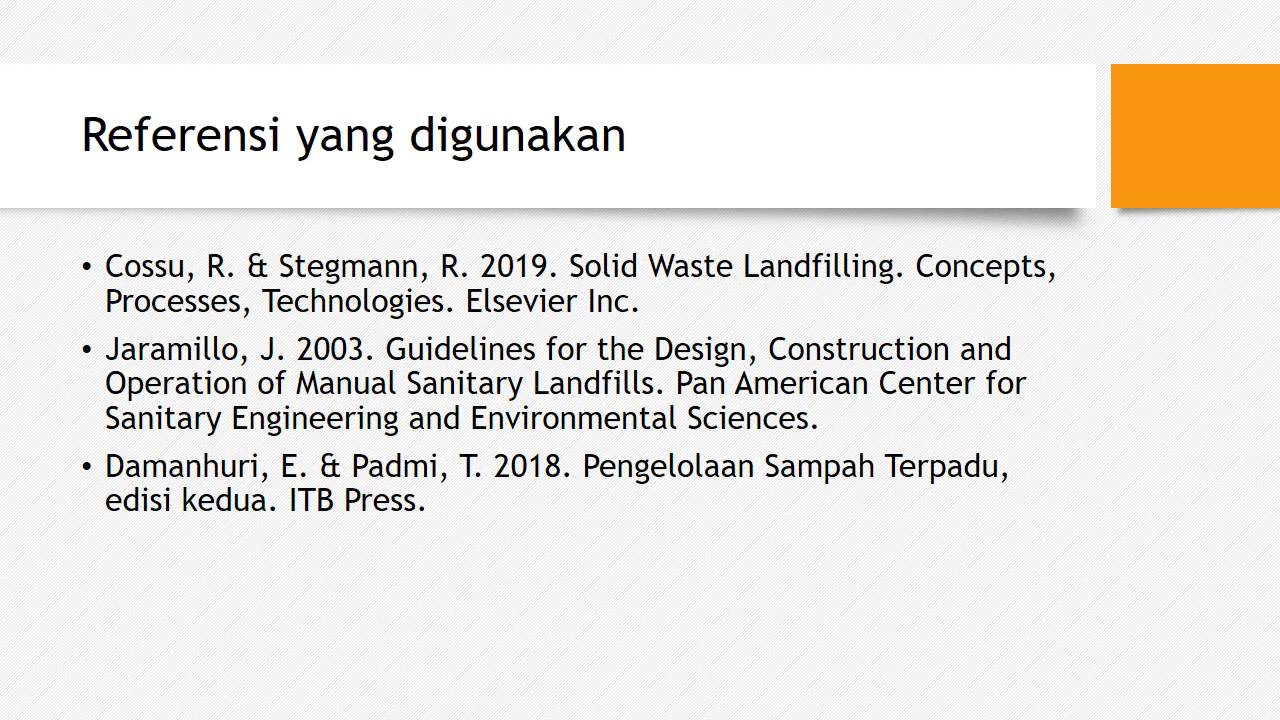 Referensi yang digunakan
• Cossu, R. & Stegmann, R. 2019. Solid Waste Landfilling. Concepts,
Processes, Technologies. Elsevier Inc.
• Jaramillo, J. 2003. Guidelines for the Design, Construction and
Operation of Manual Sanitary Landfills. Pan American Center for
Sanitary Engineering and Environmental Sciences.
• Damanhuri, E. & Padmi, T. 2018. Pengelolaan Sampah Terpadu,
edisi kedua. ITB Press.